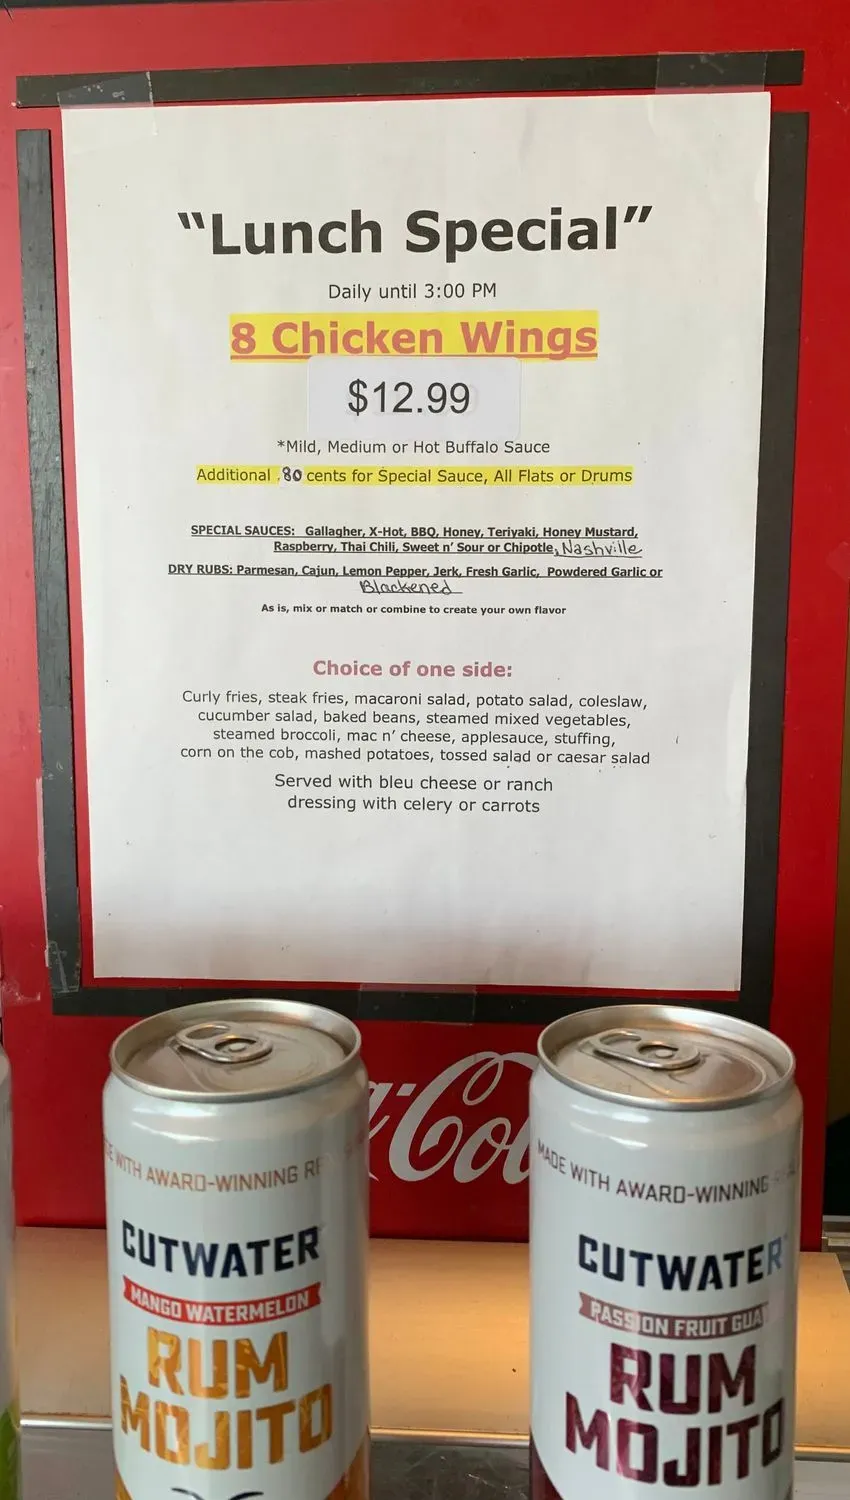 "Lunch Special"
Daily until 3:00 PM
8 Chicken Wings
$12.99
*Mild, Medium or Hot Buffalo Sauce
Additional .80 cents for Special Sauce, All Flats or Drums
SPECIAL SAUCES: Gallagher, X-Hot, BBQ, Honey, Teriyaki, Honey Mustard,
Raspberry, Thai Chili, Sweet n' Sour or Chipotle, Nashville
DRY RUBS: Parmesan, Cajun, Lemon Pepper, Jerk, Fresh Garlic, Powdered Garlic or
Blackened
As is, mix or match or combine to create your own flavor
Choice of one side:
Curly fries, steak fries, macaroni salad, potato salad, coleslaw,
cucumber salad, baked beans, steamed mixed vegetables,
steamed broccoli, mac n' cheese, applesauce, stuffing,
corn on the cob, mashed potatoes, tossed salad or caesar salad
Served with bleu cheese or ranch
dressing with celery or carrots
WITH AWARD-WINNING
CUTWATER
MANGO WATERMELON
RUM
MOJITO
MADE WITH AWARD-WINNING
CUTWATER
PASSION FRUIT GUA
RUM
MOJITO